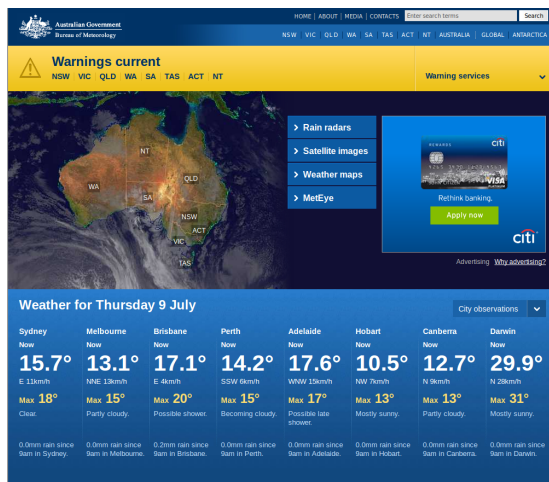 HOME | ABOUT | MEDIA | CONTACTS
Enter search terms
Search
Australian Government
Bureau of Meteorology
NSW | VIC | QLD | WA | SA | TAS | ACT | NT | AUSTRALIA | GLOBAL | ANTARCTICA
Warnings current
NSW | VIC | QLD | WA | SA | TAS | ACT | NT
Warning services
NT
WA
QLD
SA
NSW
ACT
VIC
TAS
Rain radars
Satellite images
Weather maps
MetEye
REWARDS
citi
VISA
Rethink banking.
Apply now
citi
Advertising Why advertising?
Weather for Thursday 9 July
City observations
Sydney Melbourne Brisbane Perth Adelaide Hobart Canberra Darwin
Now Now Now Now Now Now Now Now
15.7° 13.1° 17.1° 14.2° 17.6° 10.5° 12.7° 29.9°
E 11km/h NNE 13km/h E 4km/h SSW 6km/h WNW 15km/h NW 7km/h N 9km/h N 28km/h
Max 18° Max 15° Max 20° Max 15° Max 17° Max 13° Max 13° Max 31°
Clear. Partly cloudy. Possible shower. Becoming cloudy. Possible late Mostly sunny. Partly cloudy. Mostly sunny.
shower.
0.0mm rain since 0.0mm rain since 0.2mm rain since 0.0mm rain since 0.0mm rain since 0.0mm rain since 0.0mm rain since 0.0mm rain since
9am in Sydney. 9am in Melbourne. 9am in Brisbane. 9am in Perth. 9am in Adelaide. 9am in Hobart. 9am in Canberra. 9am in Darwin.